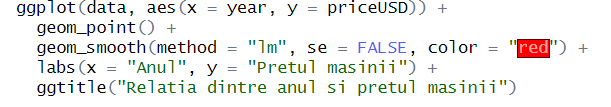 ggplot(data, aes(x = year, y = priceUSD)) +
  geom_point() +
  geom_smooth(method = "lm", se = FALSE, color = "red") +
  labs(x = "Anul", y = "Pretul masinii") +
  ggtitle("Relatia dintre anul si pretul masinii")